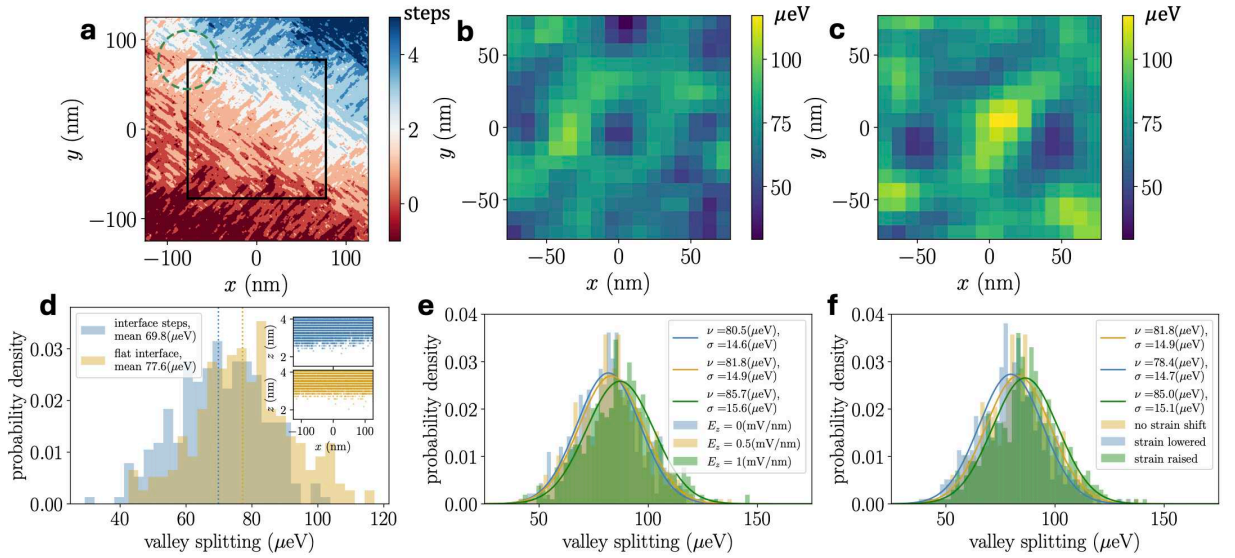 a
steps
100
0
−100
y (nm)
−100
0
100
x (nm)
4
2
0
b
μeV
50
0
−50
y (nm)
−50
0
50
x (nm)
100
75
50
c
μeV
50
0
−50
y (nm)
−50
0
50
x (nm)
100
75
50
d
probability density
0.03
0.02
0.01
0.00
interface steps,
mean 69.8(μeV)
flat interface,
mean 77.6(μeV)
z (nm)
4
2
z (nm)
4
2
−100
0
100
x (nm)
40
60
80
100
120
valley splitting (μeV)
e
probability density
0.04
0.03
0.02
0.01
0.00
ν =80.5(μeV),
σ =14.6(μeV)
ν =81.8(μeV),
σ =14.9(μeV)
ν =85.7(μeV),
σ =15.6(μeV)
E_z = 0(mV/nm)
E_z = 0.5(mV/nm)
E_z = 1(mV/nm)
50
100
150
valley splitting (μeV)
f
probability density
0.04
0.03
0.02
0.01
0.00
ν =81.8(μeV),
σ =14.9(μeV)
ν =78.4(μeV),
σ =14.7(μeV)
ν =85.0(μeV),
σ =15.1(μeV)
no strain shift
strain lowered
strain raised
50
100
150
valley splitting (μeV)